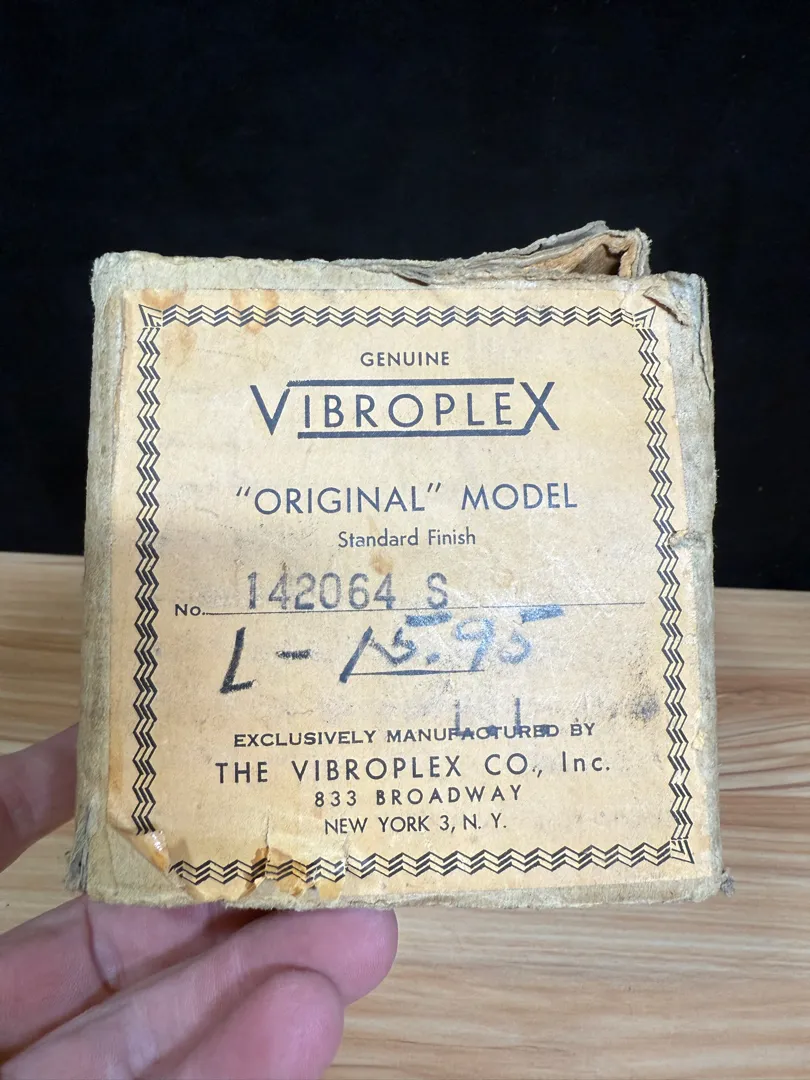 GENUINE
VIBROPLEX
"ORIGINAL" MODEL
Standard Finish
No. 142064 S
L - 15.95
EXCLUSIVELY MANUFACTURED BY
THE VIBROPLEX CO., Inc.
833 BROADWAY
NEW YORK 3, N. Y.